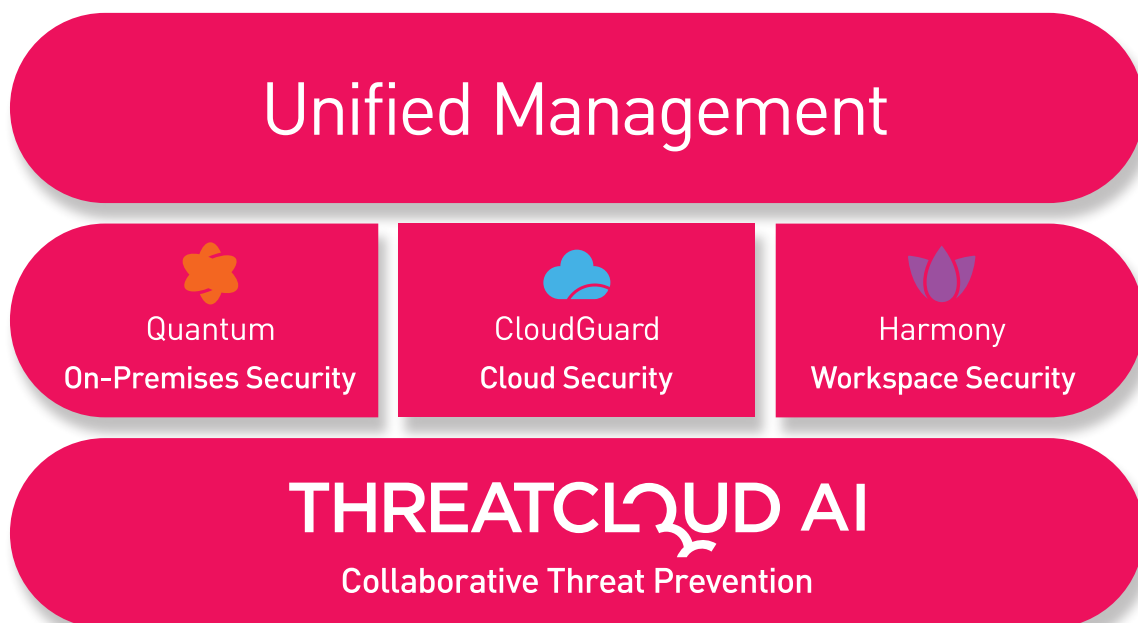 Unified Management
Quantum
On-Premises Security
CloudGuard
Cloud Security
Harmony
Workspace Security
THREATCLOUD AI
Collaborative Threat Prevention